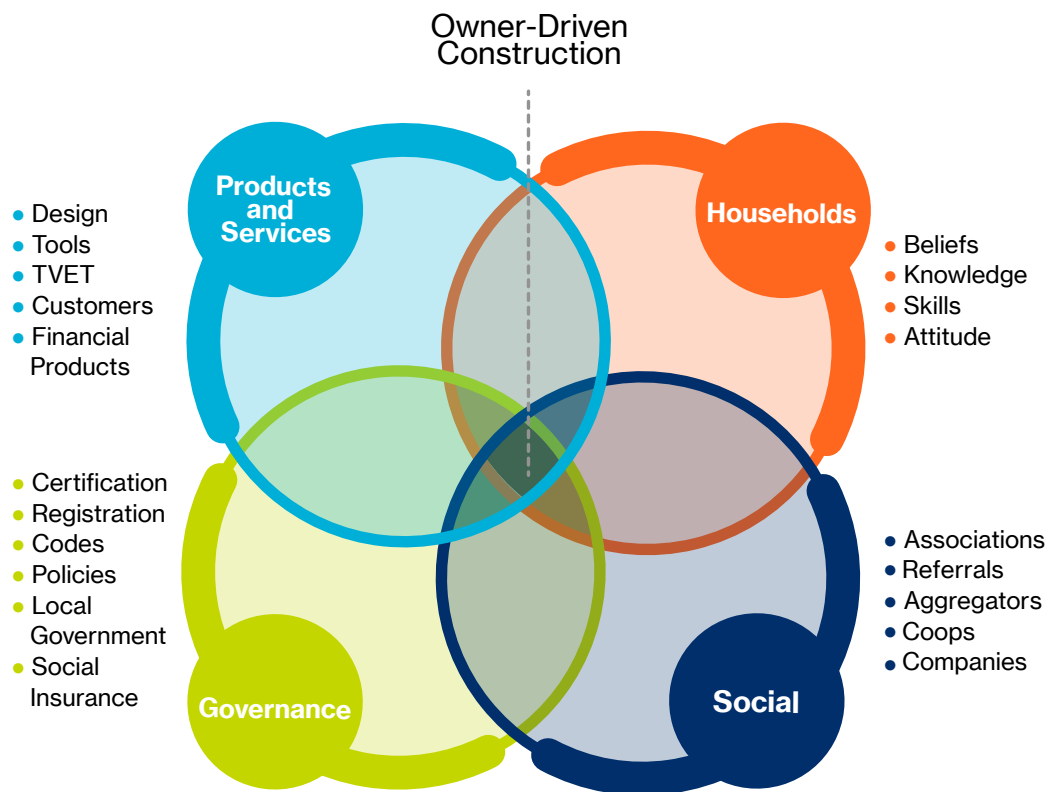 Owner-Driven
Construction
Products
and
Services
Households
Design
Tools
TVET
Customers
Financial
Products
Beliefs
Knowledge
Skills
Attitude
Certification
Registration
Codes
Policies
Local
Government
Social
Insurance
Associations
Referrals
Aggregators
Coops
Companies
Governance
Social